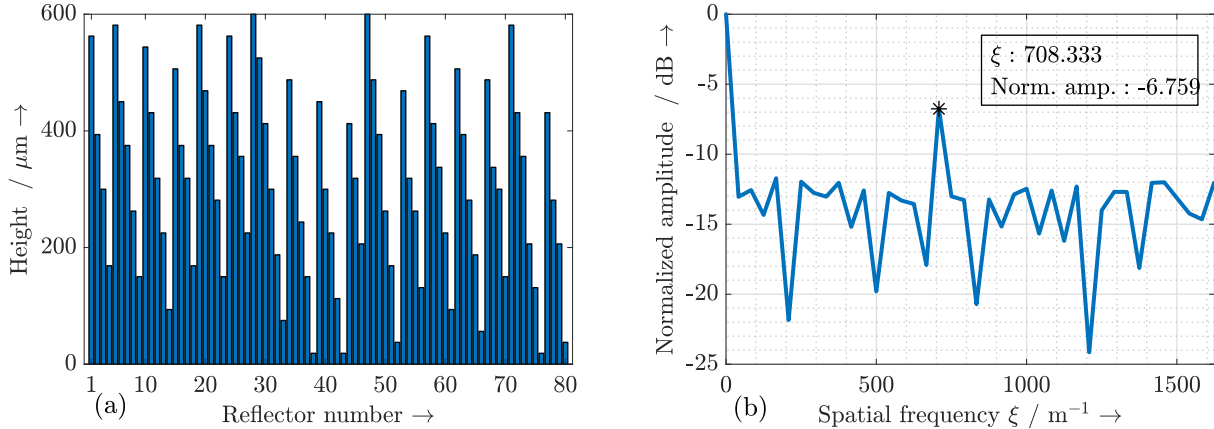 600
400
200
0
Height / μm →
1
10
20
30
40
50
60
70
80
(a)
Reflector number →
0
-5
-10
-15
-20
-25
Normalized amplitude / dB →
ξ : 708.333
Norm. amp. : -6.759
0
500
1000
1500
(b)
Spatial frequency ξ / m⁻¹ →